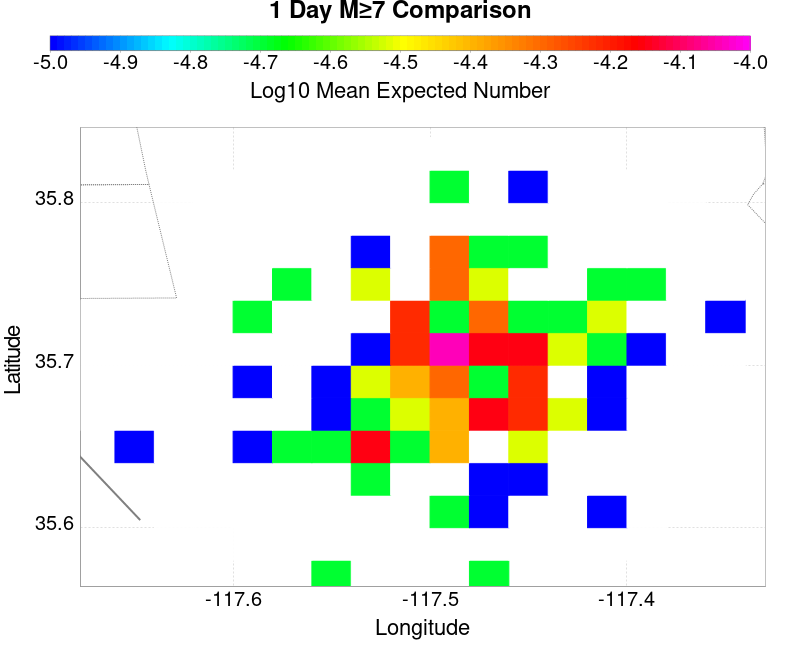 1 Day M≥7 Comparison
-5.0 -4.9 -4.8 -4.7 -4.6 -4.5 -4.4 -4.3 -4.2 -4.1 -4.0
Log10 Mean Expected Number
35.8
35.7
35.6
Latitude
-117.6 -117.5 -117.4
Longitude